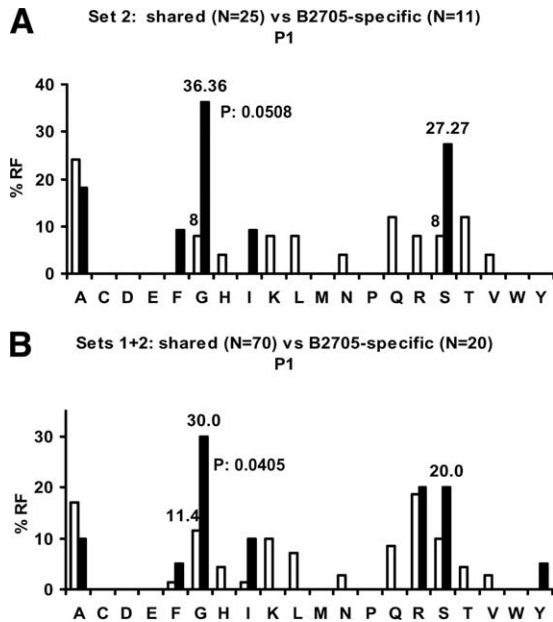 A
Set 2: shared (N=25) vs B2705-specific (N=11)
P1
36.36
P: 0.0508
27.27
8
8
% RF
40
30
20
10
0
A C D E F G H I K L M N P Q R S T V W Y
B
Sets 1+2: shared (N=70) vs B2705-specific (N=20)
P1
30.0
P: 0.0405
20.0
11.4
% RF
30
20
10
0
A C D E F G H I K L M N P Q R S T V W Y